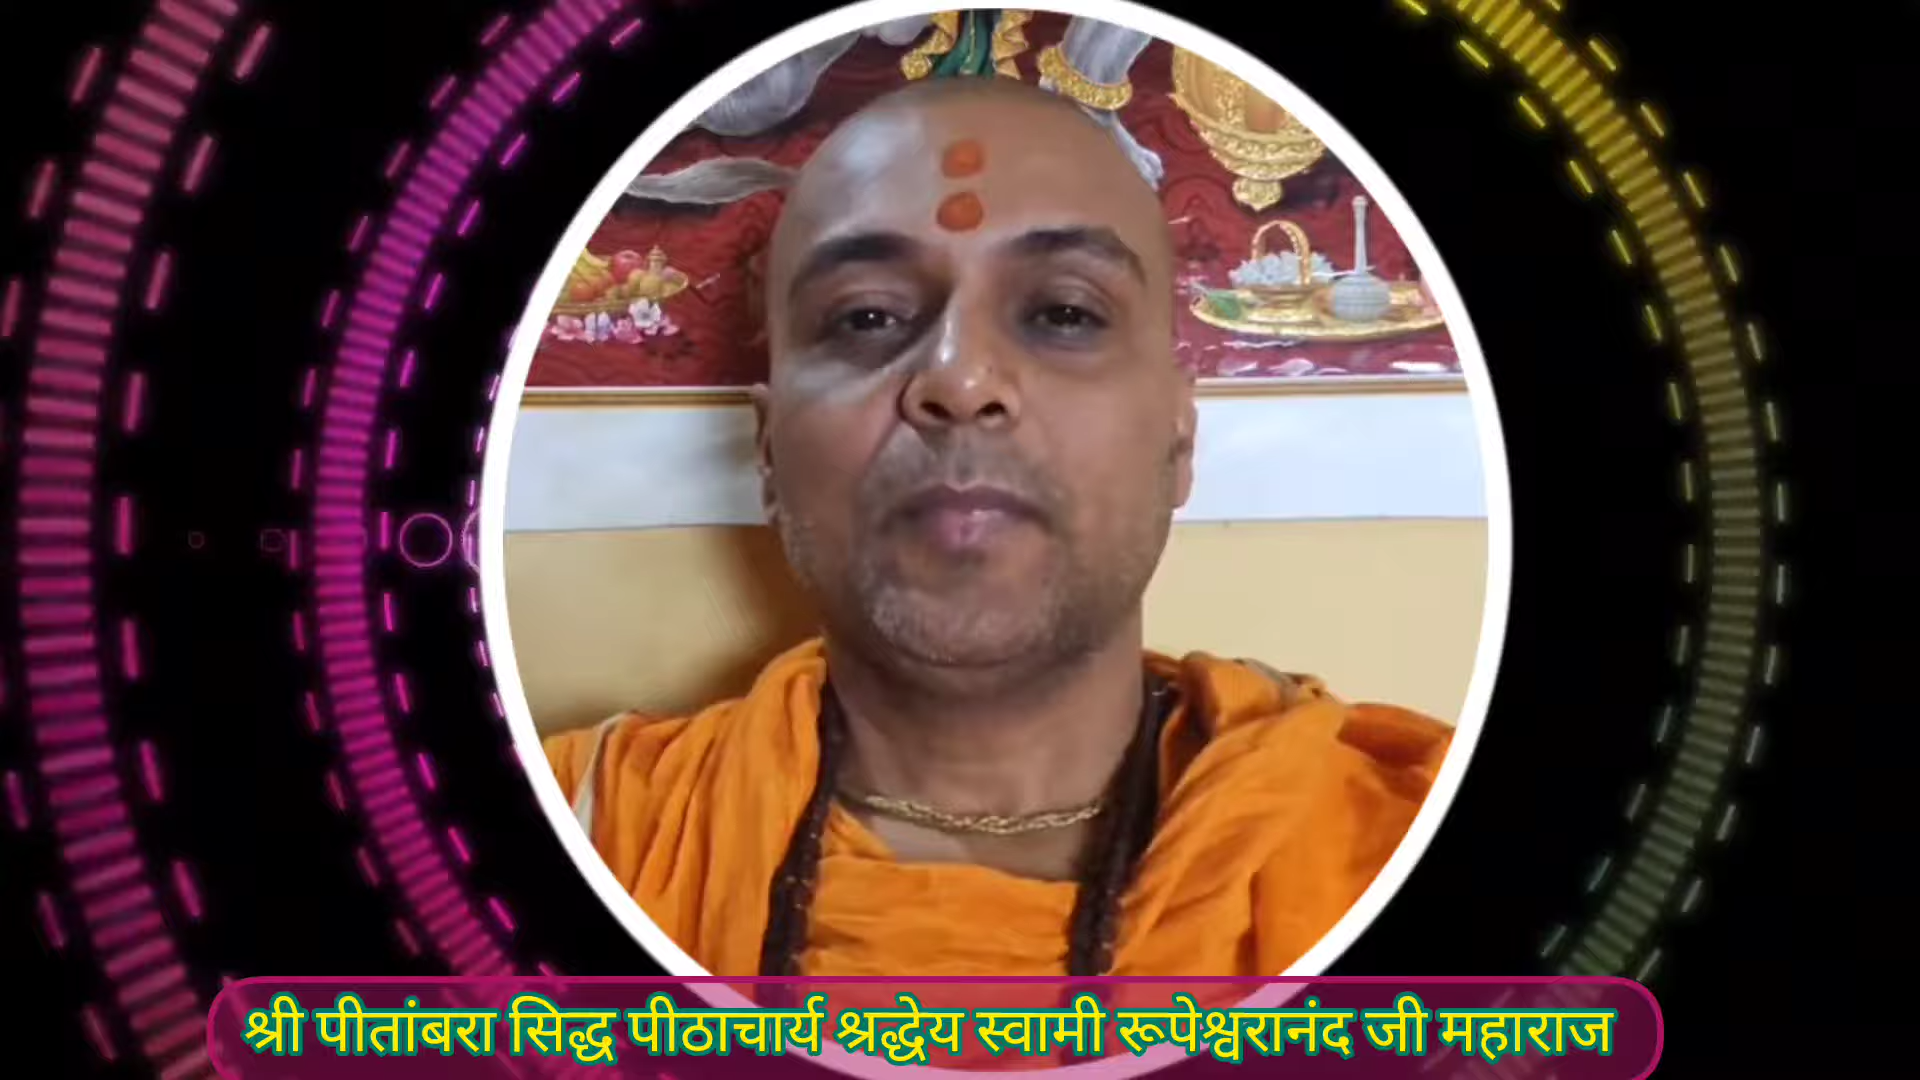 श्री पीतांबरा सिद्ध पीठाचार्य श्रद्धेय स्वामी रूपेश्वरानंद जी महाराज